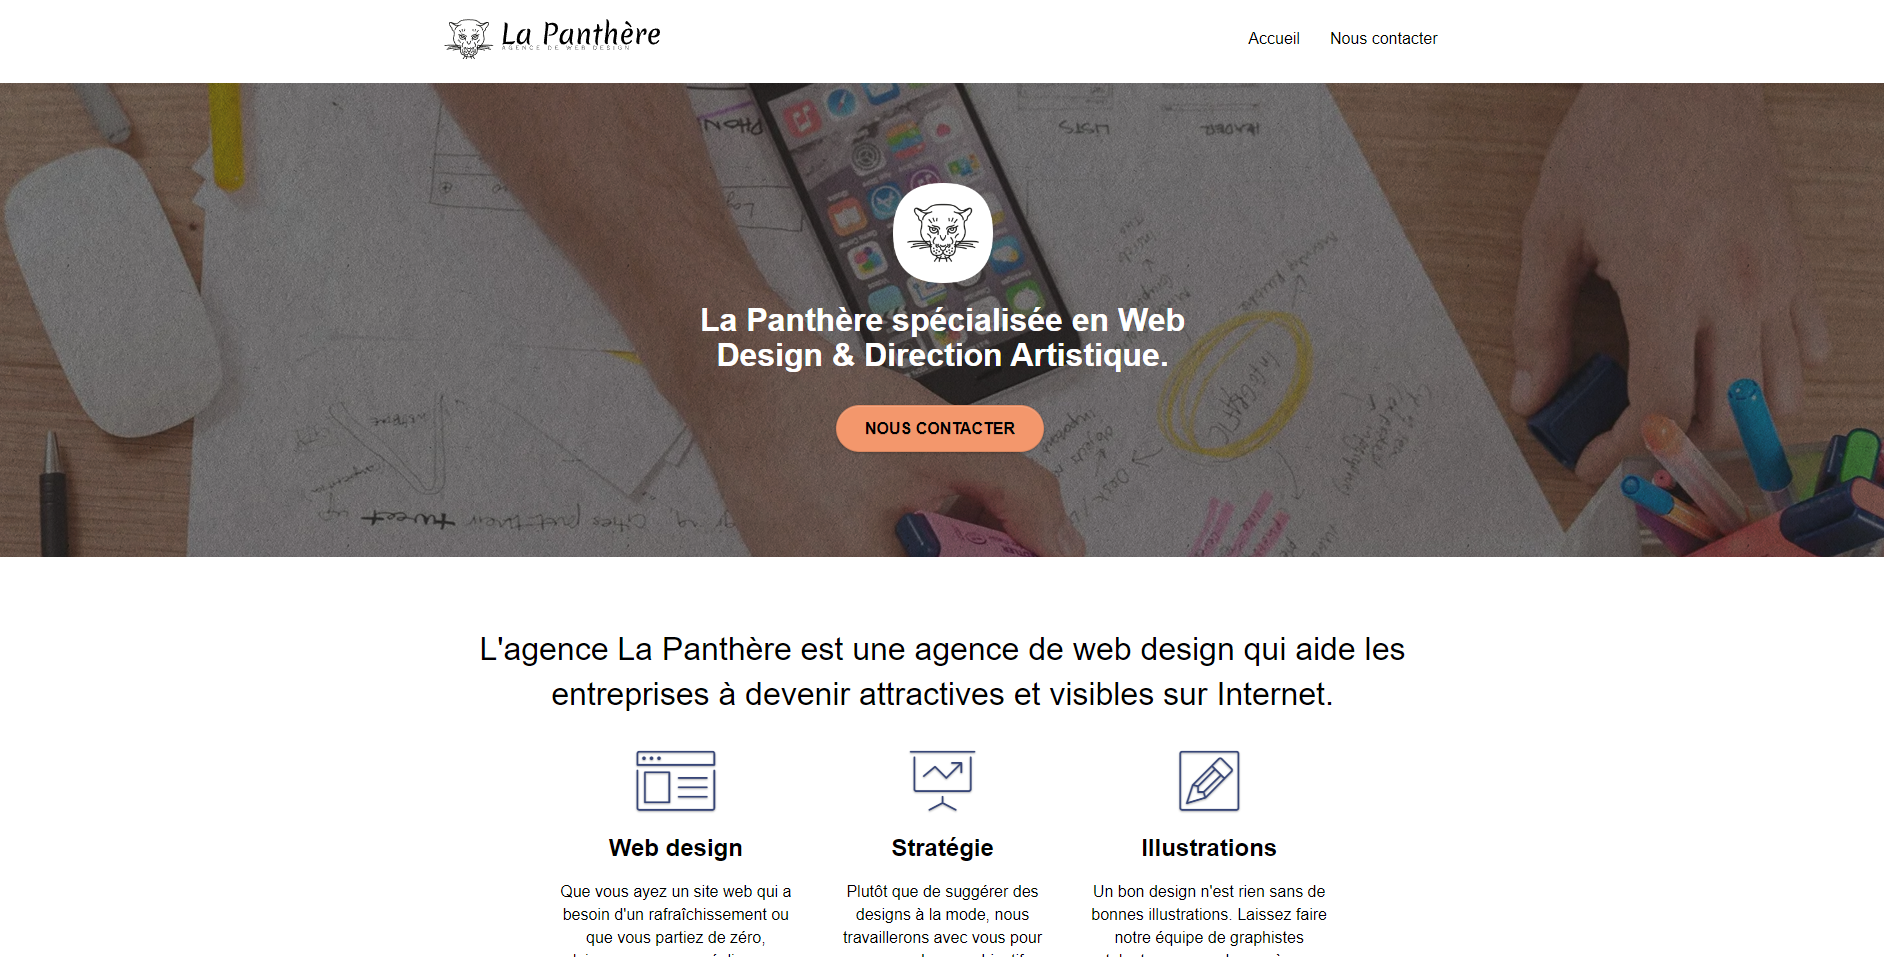 La Panthère
AGENCE DE WEB DESIGN
Accueil
Nous contacter
PHON
LISTS
HEADER
La Panthère spécialisée en Web
Design & Direction Artistique.
NOUS CONTACTER
tweet
L'agence La Panthère est une agence de web design qui aide les
entreprises à devenir attractives et visibles sur Internet.
Web design
Que vous ayez un site web qui a
besoin d'un rafraîchissement ou
que vous partiez de zéro,
Stratégie
Plutôt que de suggérer des
designs à la mode, nous
travaillerons avec vous pour
Illustrations
Un bon design n'est rien sans de
bonnes illustrations. Laissez faire
notre équipe de graphistes